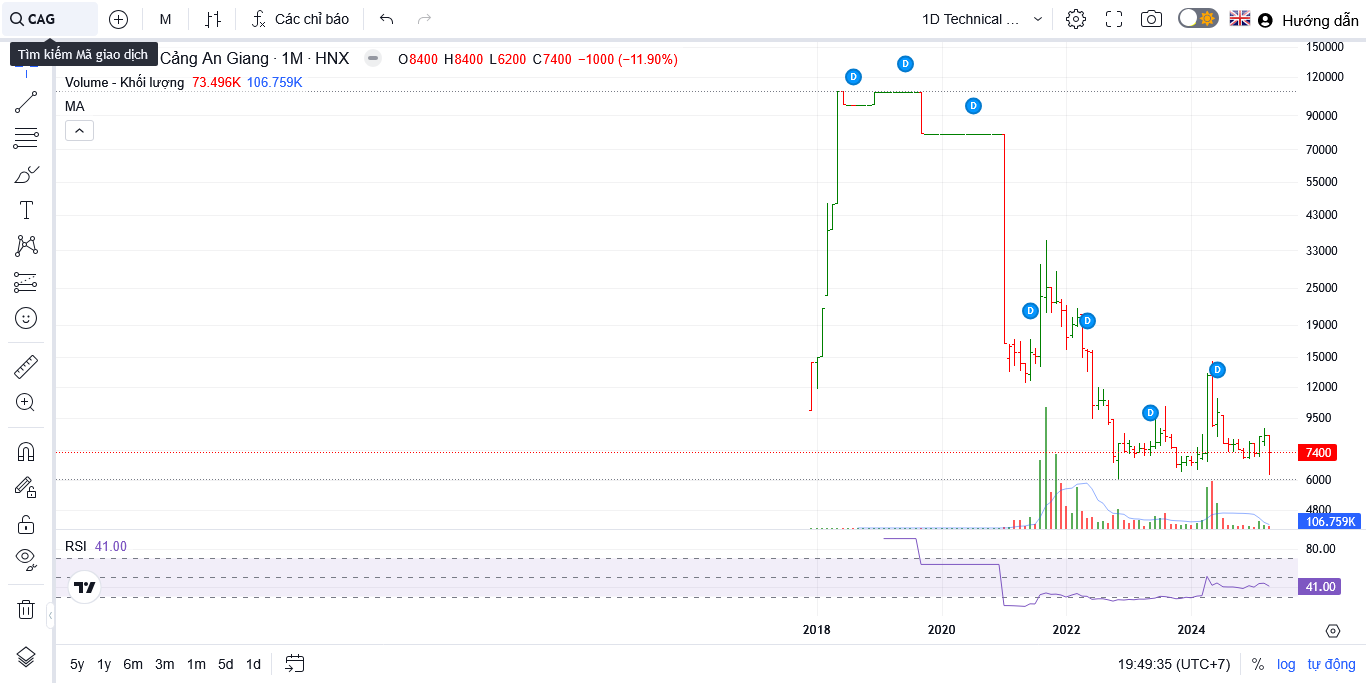 CAG
M
Các chỉ báo
1D Technical ...
Hướng dẫn
Tìm kiếm Mã giao dịch
Cảng An Giang · 1M · HNX
O8400 H8400 L6200 C7400 −1000 (−11.90%)
Volume - Khối lượng 73.496K 106.759K
MA
D
D
D
D
D
D
D
150000
120000
90000
70000
55000
43000
33000
25000
19000
15000
12000
9500
7400
6000
4800
106.759K
RSI 41.00
80.00
41.00
2018
2020
2022
2024
5y 1y 6m 3m 1m 5d 1d
19:49:35 (UTC+7)
%
log
tự động